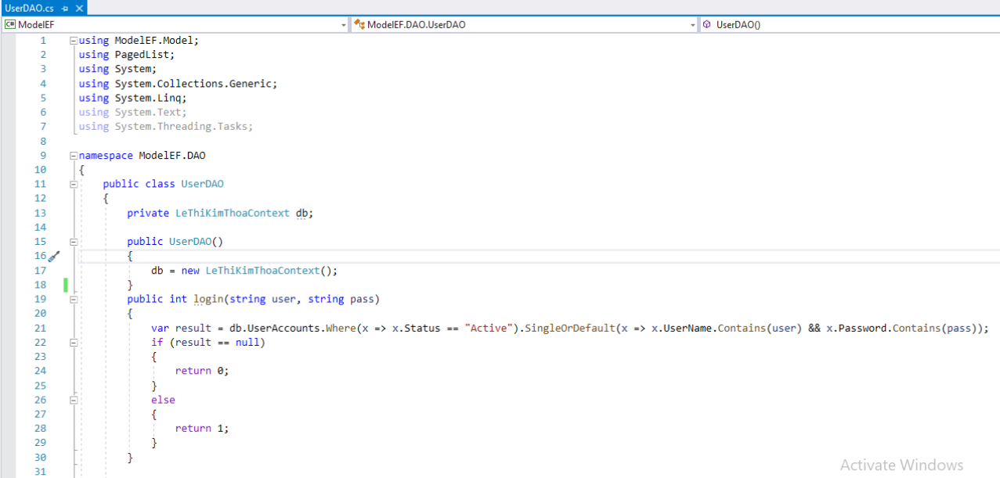 UserDAO.cs
C# ModelEF ModelEF.DAO.UserDAO UserDAO()
1 using ModelEF.Model;
2 using PagedList;
3 using System;
4 using System.Collections.Generic;
5 using System.Linq;
6 using System.Text;
7 using System.Threading.Tasks;
8
9 namespace ModelEF.DAO
10 {
11 public class UserDAO
12 {
13 private LeThiKimThoaContext db;
14
15 public UserDAO()
16 {
17 db = new LeThiKimThoaContext();
18 }
19 public int login(string user, string pass)
20 {
21 var result = db.UserAccounts.Where(x => x.Status == "Active").SingleOrDefault(x => x.UserName.Contains(user) && x.Password.Contains(pass));
22 if (result == null)
23 {
24 return 0;
25 }
26 else
27 {
28 return 1;
29 }
30 }
31
Activate Windows